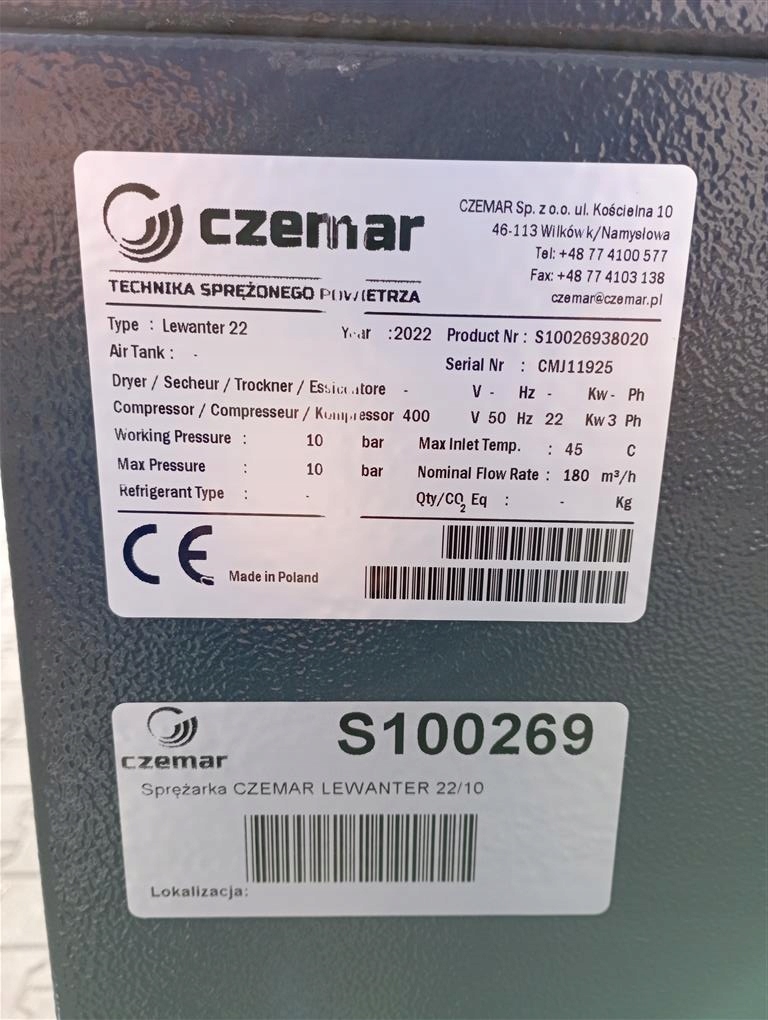 czemar
CZEMAR Sp. z o.o. ul. Kościelna 10
46-113 Wilków k/Namysłowa
Tel: +48 77 4100 577
Fax: +48 77 4103 138
czemar@czemar.pl
TECHNIKA SPRĘŻONEGO POWIETRZA
Type : Lewanter 22 Year :2022 Product Nr : S10026938020
Air Tank : - Serial Nr : CMJ11925
Dryer / Secheur / Trockner / Essiccatore - V - Hz - Kw - Ph
Compressor / Compresseur / Kompressor 400 V 50 Hz 22 Kw 3 Ph
Working Pressure : 10 bar Max Inlet Temp. : 45 C
Max Pressure : 10 bar Nominal Flow Rate : 180 m³/h
Refrigerant Type : - Qty/CO₂ Eq : - Kg
CE Made in Poland
czemar
S100269
Sprężarka CZEMAR LEWANTER 22/10
Lokalizacja: